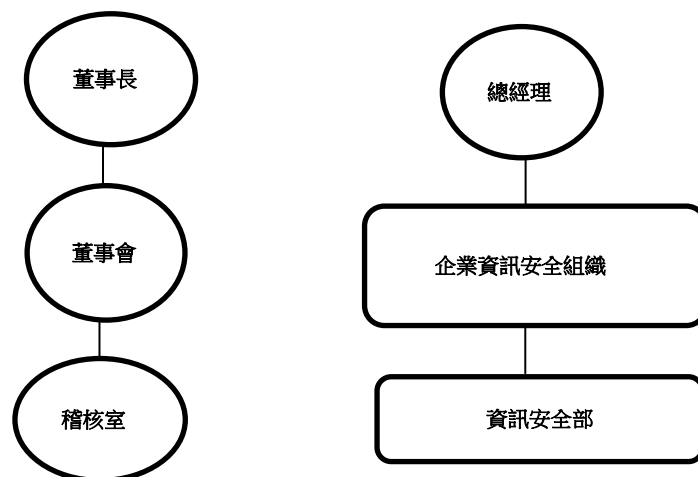 董事長
總經理
董事會
企業資訊安全組織
稽核室
資訊安全部